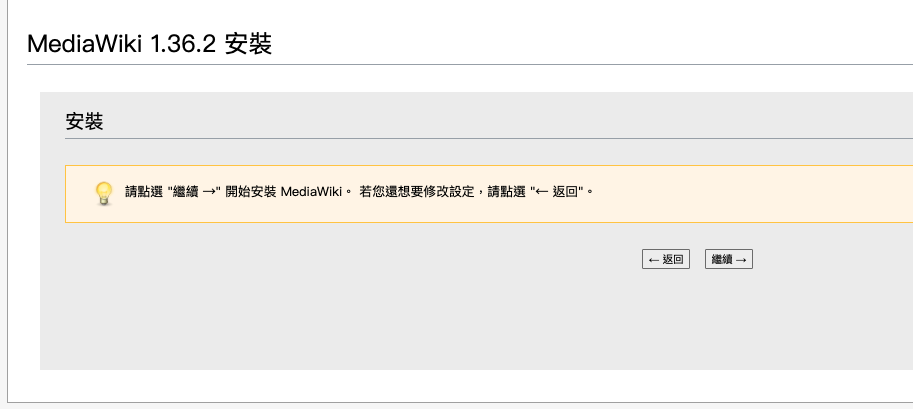 MediaWiki 1.36.2 安裝
安裝
請點選 "繼續 →" 開始安裝 MediaWiki。 若您還想要修改設定，請點選 "← 返回"。
← 返回 繼續 →